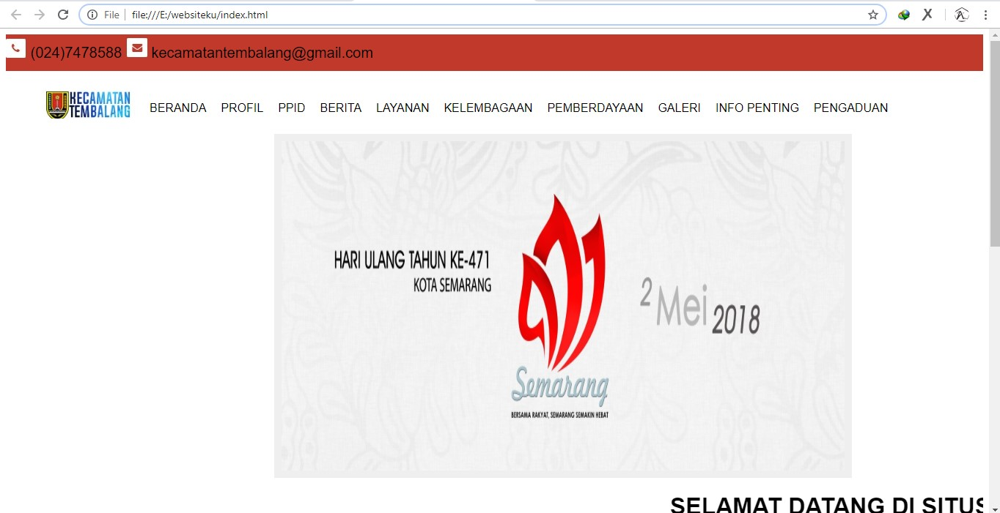 File file:///E:/websiteku/index.html
(024)7478588 kecamatantembalang@gmail.com
KECAMATAN
TEMBALANG
BERANDA PROFIL PPID BERITA LAYANAN KELEMBAGAAN PEMBERDAYAAN GALERI INFO PENTING PENGADUAN
HARI ULANG TAHUN KE-471
KOTA SEMARANG
471
2 Mei 2018
Semarang
BERSAMA RAKYAT, SEMARANG SEMAKIN HEBAT
SELAMAT DATANG DI SITUS